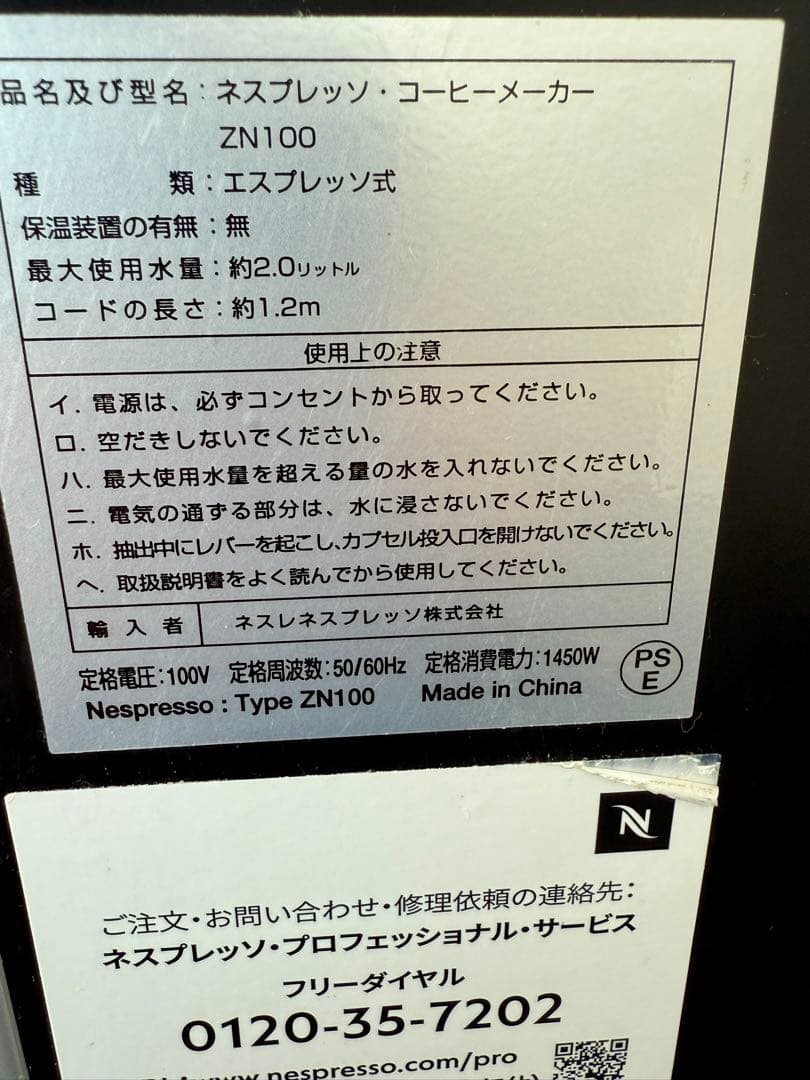 品名及び型名：ネスプレッソ・コーヒーメーカー
ZN100
種類：エスプレッソ式
保温装置の有無：無
最大使用水量：約2.0リットル
コードの長さ：約1.2m
使用上の注意
イ．電源は、必ずコンセントから取ってください。
ロ．空だきしないでください。
ハ．最大使用水量を超える量の水を入れないでください。
ニ．電気の通ずる部分は、水に浸さないでください。
ホ．抽出中にレバーを起こし、カプセル投入口を開けないでください。
ヘ．取扱説明書をよく読んでから使用してください。
輸入者 ネスレネスプレッソ株式会社
定格電圧：100V 定格周波数：50/60Hz 定格消費電力：1450W PSE
Nespresso : Type ZN100 Made in China
N
ご注文・お問い合わせ・修理依頼の連絡先：
ネスプレッソ・プロフェッショナル・サービス
フリーダイヤル
0120-35-7202
www.nespresso.com/pro